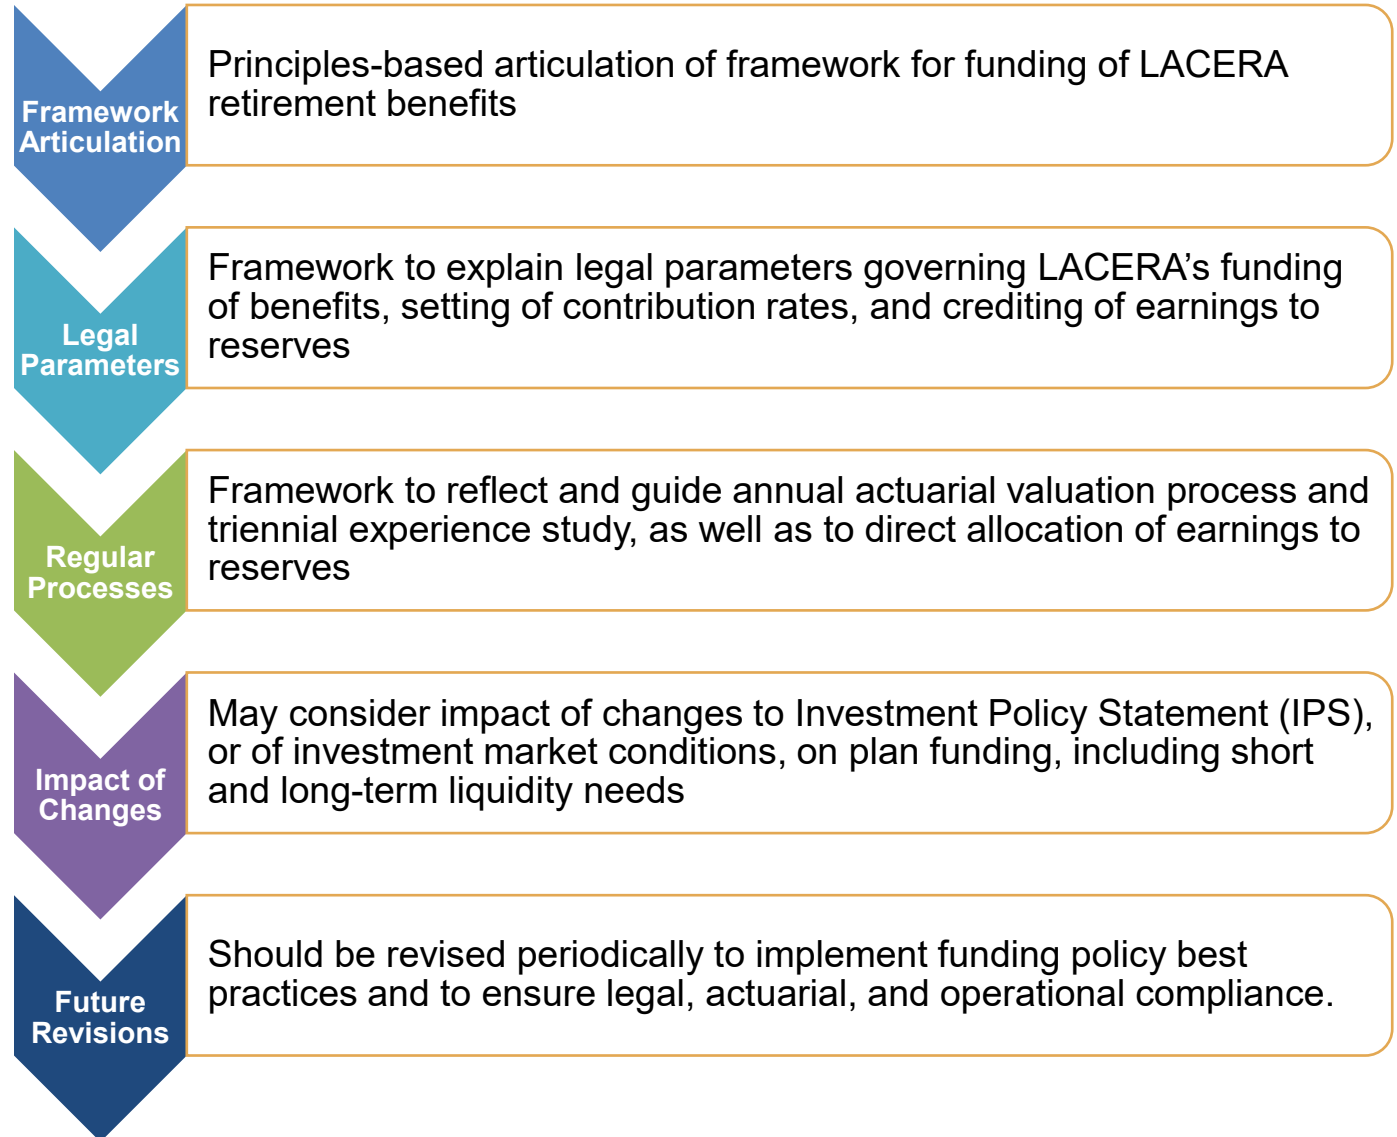 Framework
Articulation
Principles-based articulation of framework for funding of LACERA
retirement benefits
Legal
Parameters
Framework to explain legal parameters governing LACERA’s funding
of benefits, setting of contribution rates, and crediting of earnings to
reserves
Regular
Processes
Framework to reflect and guide annual actuarial valuation process and
triennial experience study, as well as to direct allocation of earnings to
reserves
Impact of
Changes
May consider impact of changes to Investment Policy Statement (IPS),
or of investment market conditions, on plan funding, including short
and long-term liquidity needs
Future
Revisions
Should be revised periodically to implement funding policy best
practices and to ensure legal, actuarial, and operational compliance.